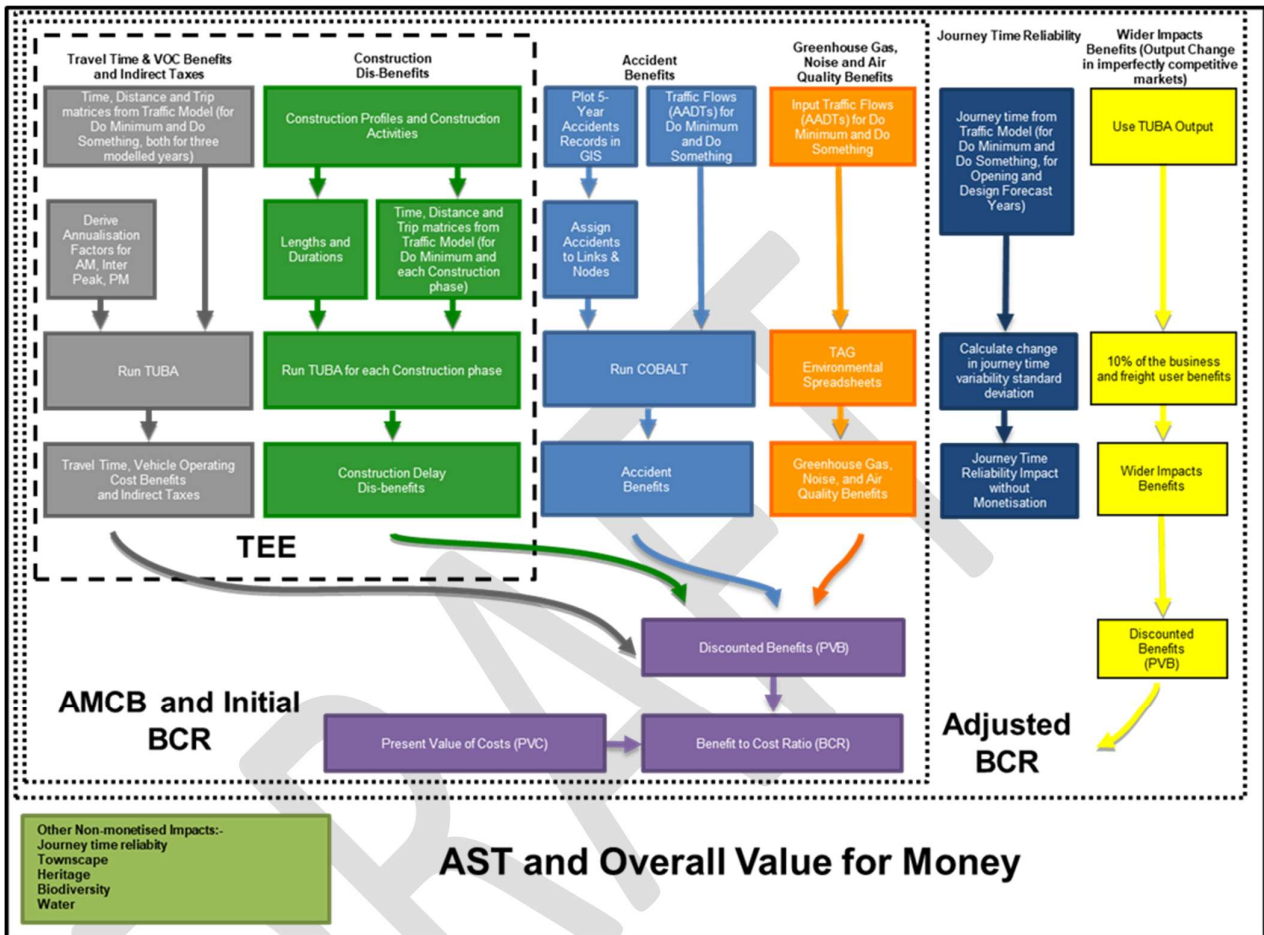 Travel Time & VOC Benefits
and Indirect Taxes
Time, Distance and Trip
matrices from Traffic Model (for
Do Minimum and Do
Something, both for three
modelled years)
Derive
Annualisation
Factors for
AM, Inter
Peak, PM
Run TUBA
Travel Time, Vehicle Operating
Cost Benefits
and Indirect Taxes
Construction
Dis-Benefits
Construction Profiles and Construction
Activities
Lengths and
Durations
Time, Distance and
Trip matrices from
Traffic Model (for
Do Minimum and
each Construction
phase)
Run TUBA for each Construction phase
Construction Delay
Dis-benefits
TEE
Accident
Benefits
Plot 5-
Year
Accidents
Records in
GIS
Traffic Flows
(AADTs) for
Do Minimum
and Do
Something
Assign
Accidents
to Links &
Nodes
Run COBALT
Accident
Benefits
Greenhouse Gas,
Noise and Air
Quality Benefits
Input Traffic Flows
(AADTs) for Do
Minimum and Do
Something
TAG
Environmental
Spreadsheets
Greenhouse Gas,
Noise, and Air
Quality Benefits
Journey Time Reliability
Journey time from
Traffic Model (for
Do Minimum and
Do Something, for
Opening and
Design Forecast
Years)
Calculate change
in journey time
variability standard
deviation
Journey Time
Reliability Impact
without
Monetisation
Wider Impacts
Benefits (Output Change
in imperfectly competitive
markets)
Use TUBA Output
10% of the business
and freight user benefits
Wider Impacts
Benefits
Discounted
Benefits
(PVB)
Discounted Benefits (PVB)
AMCB and Initial
BCR
Present Value of Costs (PVC)
Benefit to Cost Ratio (BCR)
Adjusted
BCR
Other Non-monetised Impacts:-
Journey time reliabity
Townscape
Heritage
Biodiversity
Water
AST and Overall Value for Money
DRAFT